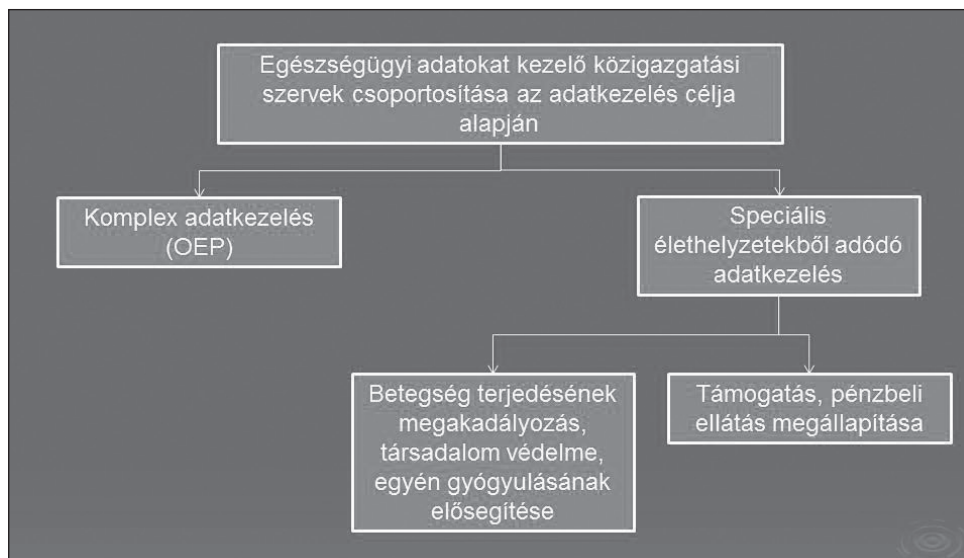 Egészségügyi adatokat kezelő közigazgatási
szervek csoportosítása az adatkezelés célja
alapján
Komplex adatkezelés
(OEP)
Speciális
élethelyzetekből adódó
adatkezelés
Betegség terjedésének
megakadályozás,
társadalom védelme,
egyén gyógyulásának
elősegítése
Támogatás, pénzbeli
ellátás megállapítása